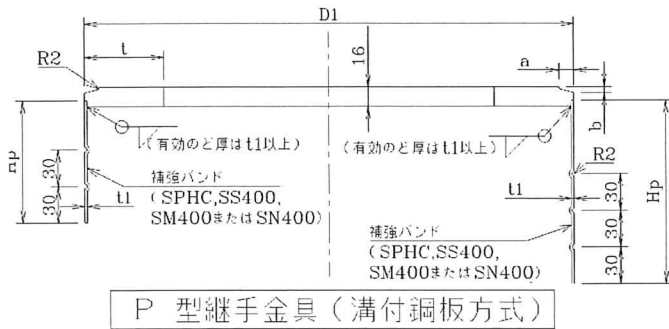 D1
t
16
a
R2
b
(有効のど厚はt1以上)
(有効のど厚はt1以上)
Hp
30
30
t1
補強バンド
(SPHC,SS400,
SM400またはSN400)
R2
t1
Hp
30
30
30
補強バンド
(SPHC,SS400,
SM400またはSN400)
P 型継手金具(溝付鋼板方式)